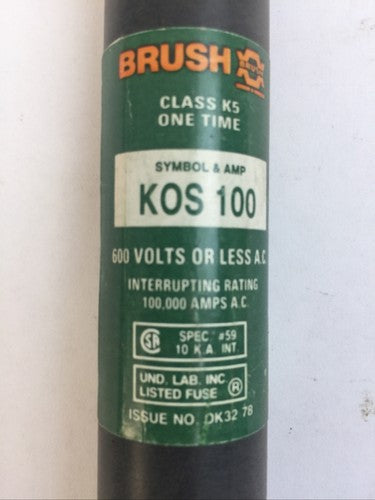 BRUSH
BRUSH
CLASS K5
ONE TIME
SYMBOL & AMP
KOS 100
600 VOLTS OR LESS A.C.
INTERRUPTING RATING
100,000 AMPS A.C.
SPEC. #59
10 K.A. INT
UND. LAB. INC
LISTED FUSE ®
ISSUE NO. DK32 78